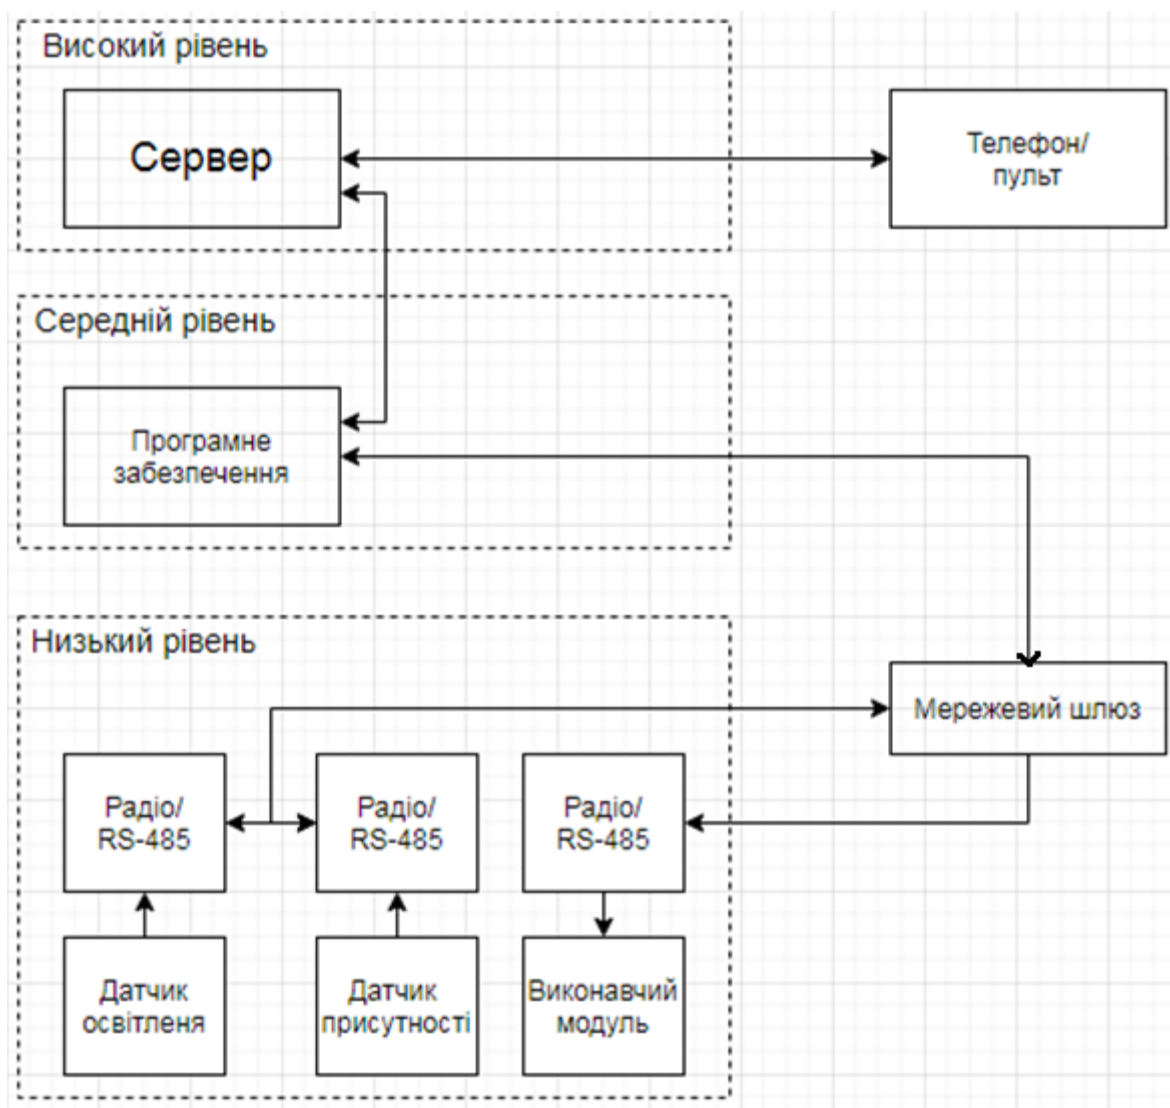 Високий рівень
Сервер
Телефон/
пульт
Середній рівень
Програмне
забезпечення
Низький рівень
Мережевий шлюз
Радіо/
RS-485
Радіо/
RS-485
Радіо/
RS-485
Датчик
освітленя
Датчик
присутності
Виконавчий
модуль